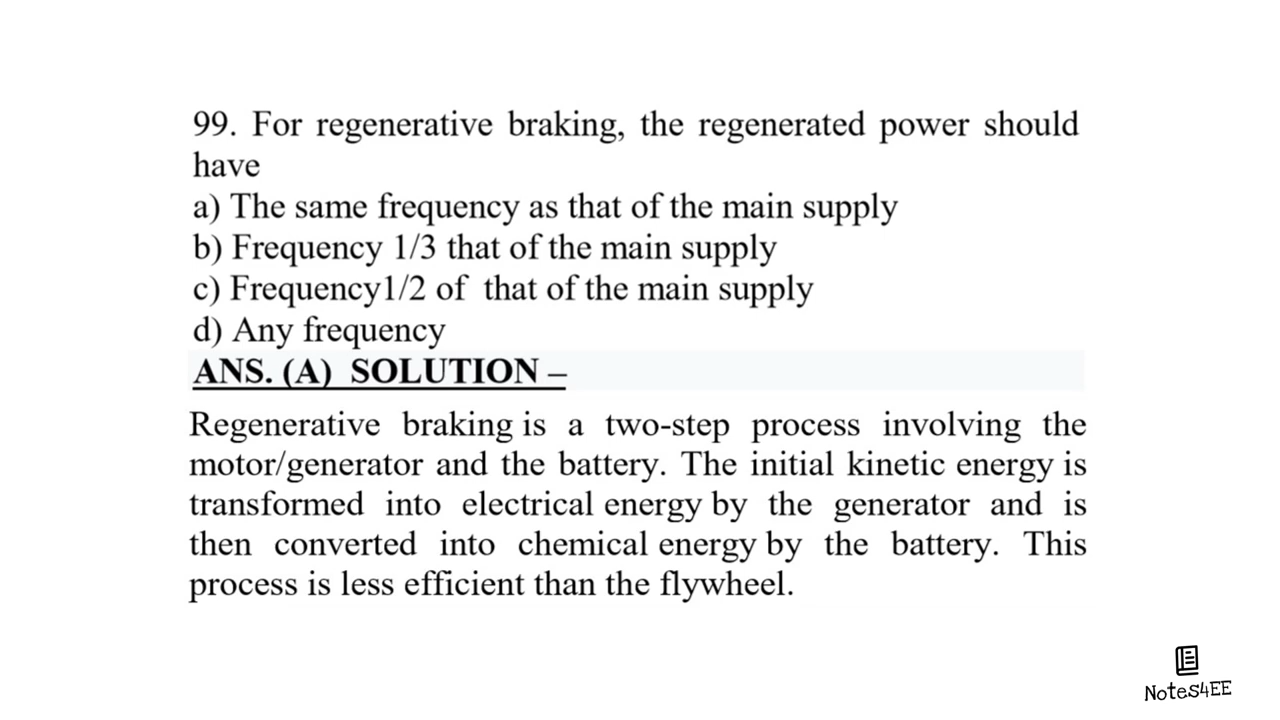 99. For regenerative braking, the regenerated power should
have
a) The same frequency as that of the main supply
b) Frequency 1/3 that of the main supply
c) Frequency1/2 of  that of the main supply
d) Any frequency
ANS. (A)  SOLUTION –
Regenerative braking is a two-step process involving the
motor/generator and the battery. The initial kinetic energy is
transformed into electrical energy by the generator and is
then converted into chemical energy by the battery. This
process is less efficient than the flywheel.
Notes4EE